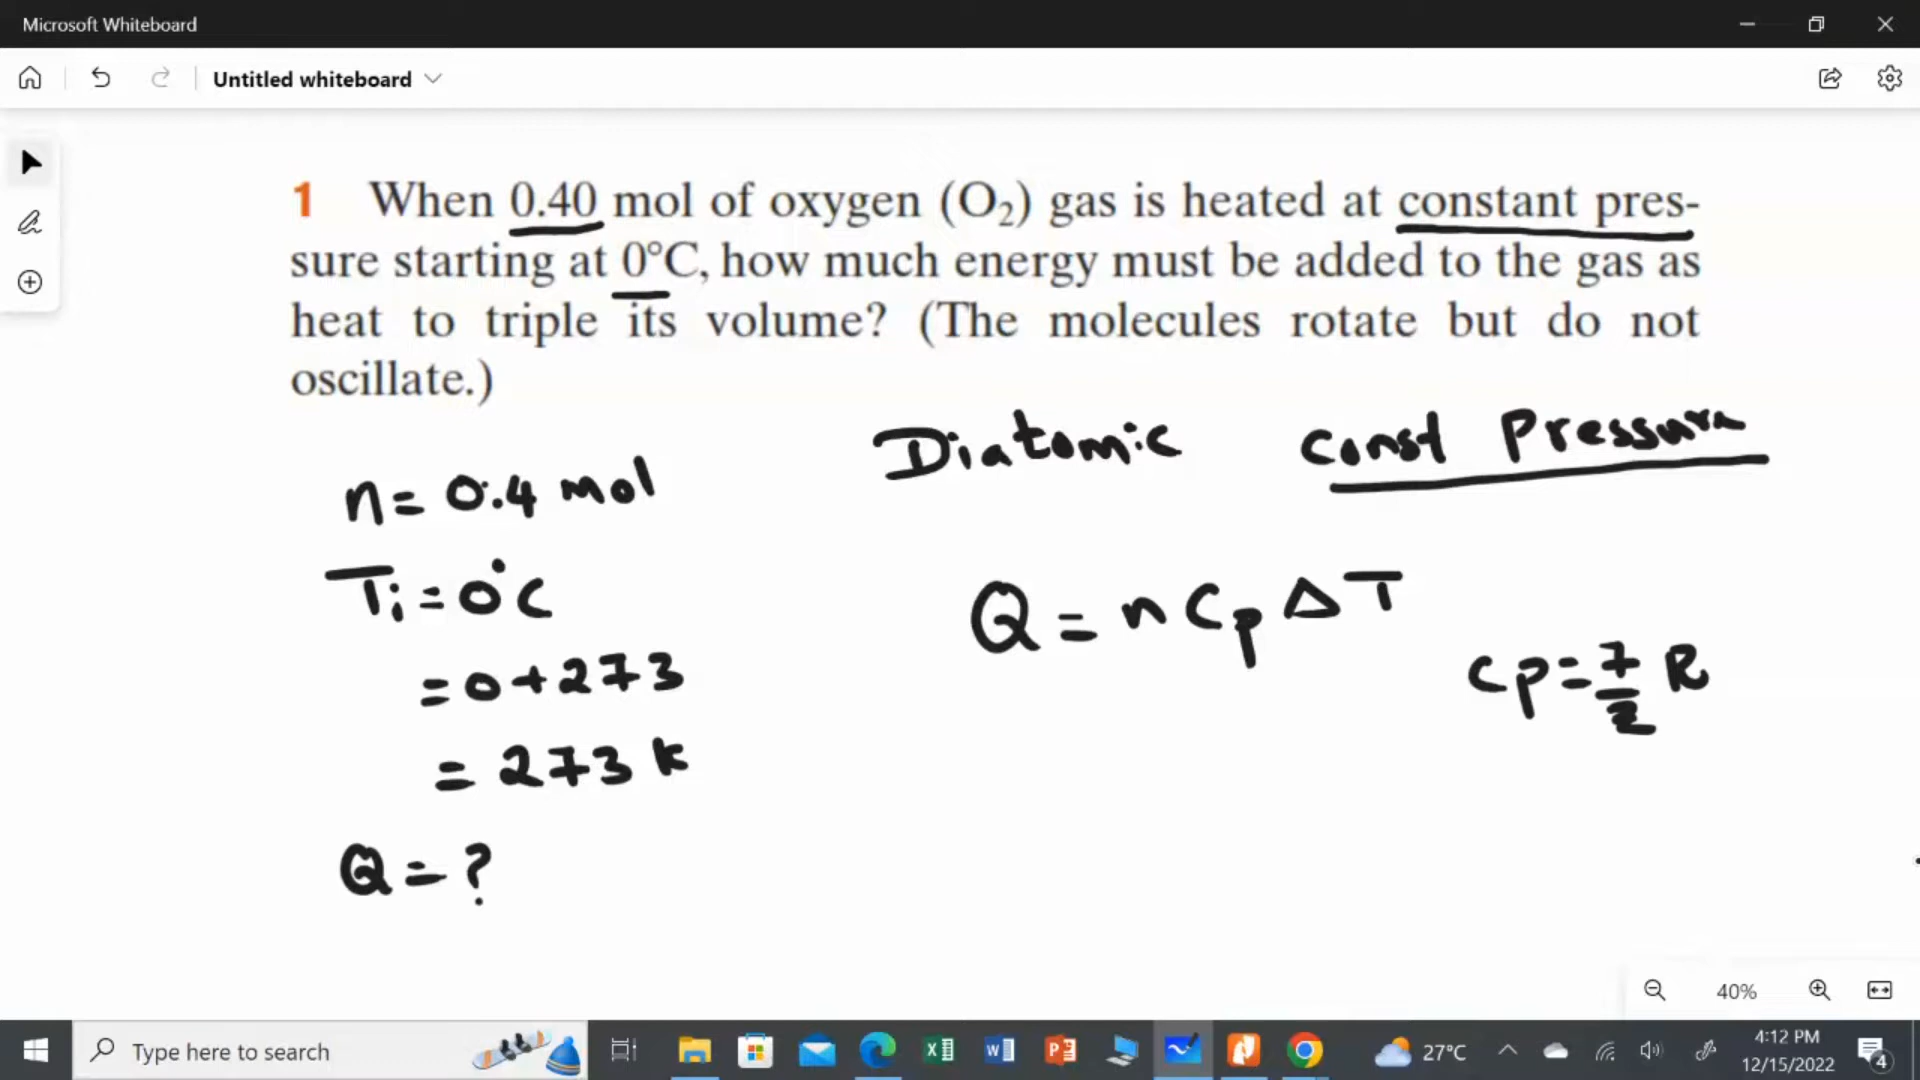 Microsoft Whiteboard
Untitled whiteboard
1 When 0.40 mol of oxygen (O₂) gas is heated at constant pres-
sure starting at 0°C, how much energy must be added to the gas as
heat to triple its volume? (The molecules rotate but do not
oscillate.)
Diatomic const Pressure
n = 0.4 mol
Ti = 0°C
Q = n Cp ΔT
= 0 + 273
Cp = 7/2 R
= 273 k
Q = ?
40%
Type here to search
27°C
4:12 PM
12/15/2022
4